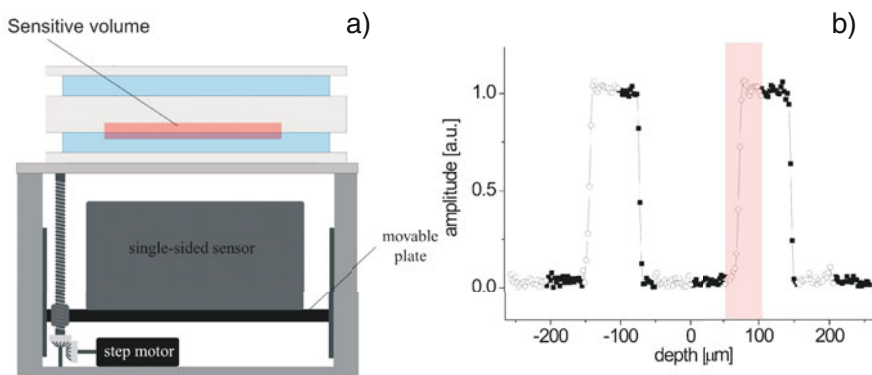 Sensitive volume
a)
single-sided sensor
movable
plate
step motor
b)
amplitude [a.u.]
1.0
0.5
0.0
-200
-100
0
100
200
depth [µm]